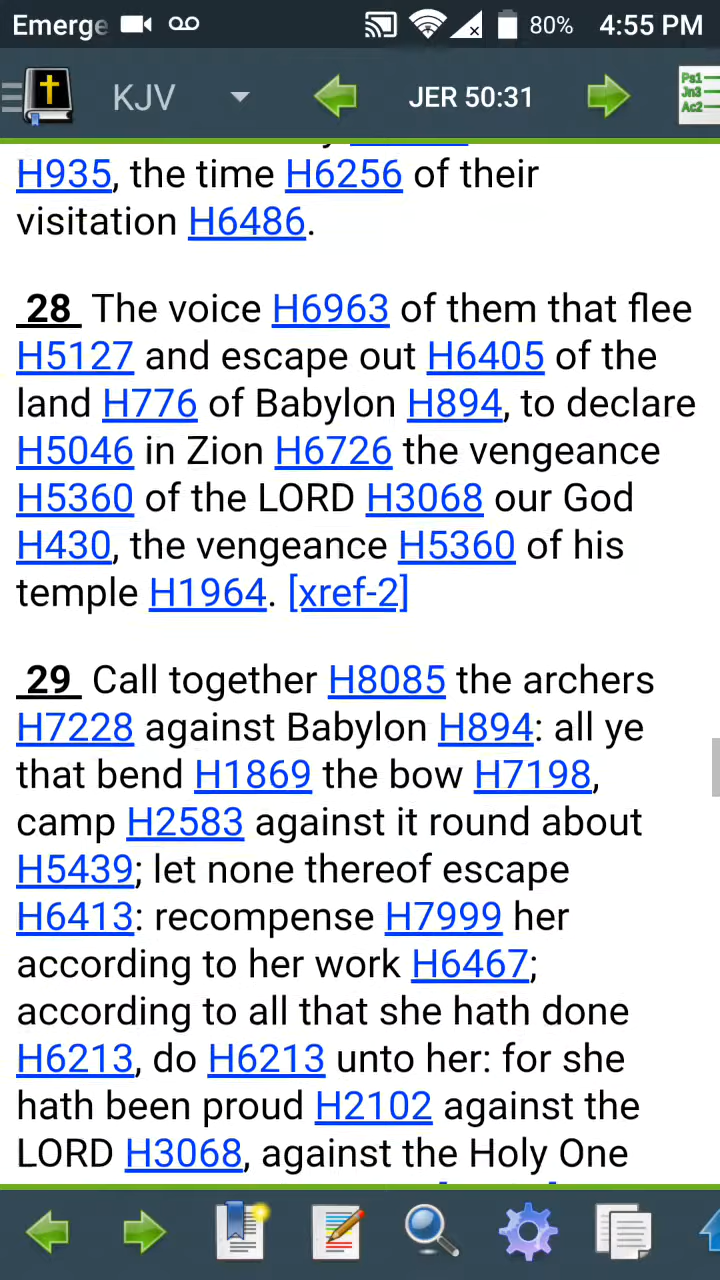 Emerge 80% 4:55 PM
KJV JER 50:31
Ps1
Jn3
Ac2
H935, the time H6256 of their
visitation H6486.
28 The voice H6963 of them that flee
H5127 and escape out H6405 of the
land H776 of Babylon H894, to declare
H5046 in Zion H6726 the vengeance
H5360 of the LORD H3068 our God
H430, the vengeance H5360 of his
temple H1964. [xref-2]
29 Call together H8085 the archers
H7228 against Babylon H894: all ye
that bend H1869 the bow H7198,
camp H2583 against it round about
H5439; let none thereof escape
H6413: recompense H7999 her
according to her work H6467;
according to all that she hath done
H6213, do H6213 unto her: for she
hath been proud H2102 against the
LORD H3068, against the Holy One